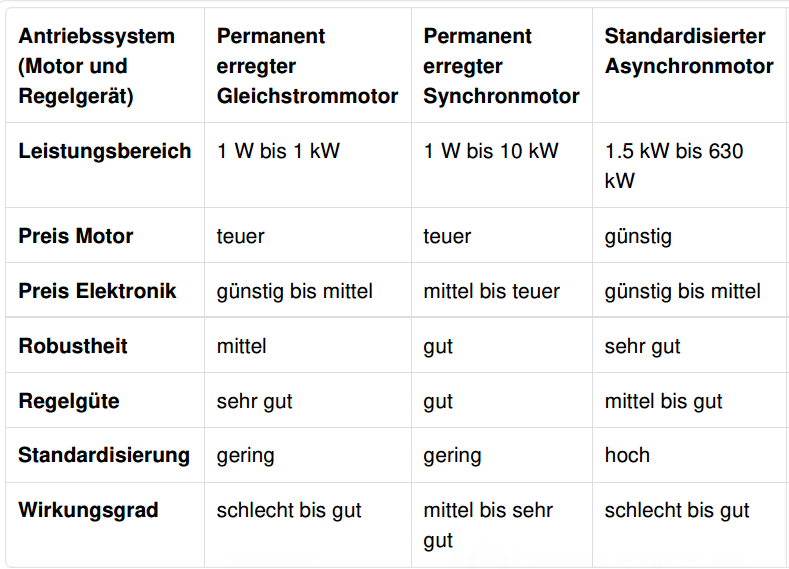 Antriebssystem (Motor und Regelgerät) Permanent erregter Gleichstrommotor Permanent erregter Synchronmotor Standardisierter Asynchronmotor
Leistungsbereich 1 W bis 1 kW 1 W bis 10 kW 1.5 kW bis 630 kW
Preis Motor teuer teuer günstig
Preis Elektronik günstig bis mittel mittel bis teuer günstig bis mittel
Robustheit mittel gut sehr gut
Regelgüte sehr gut gut mittel bis gut
Standardisierung gering gering hoch
Wirkungsgrad schlecht bis gut mittel bis sehr gut schlecht bis gut